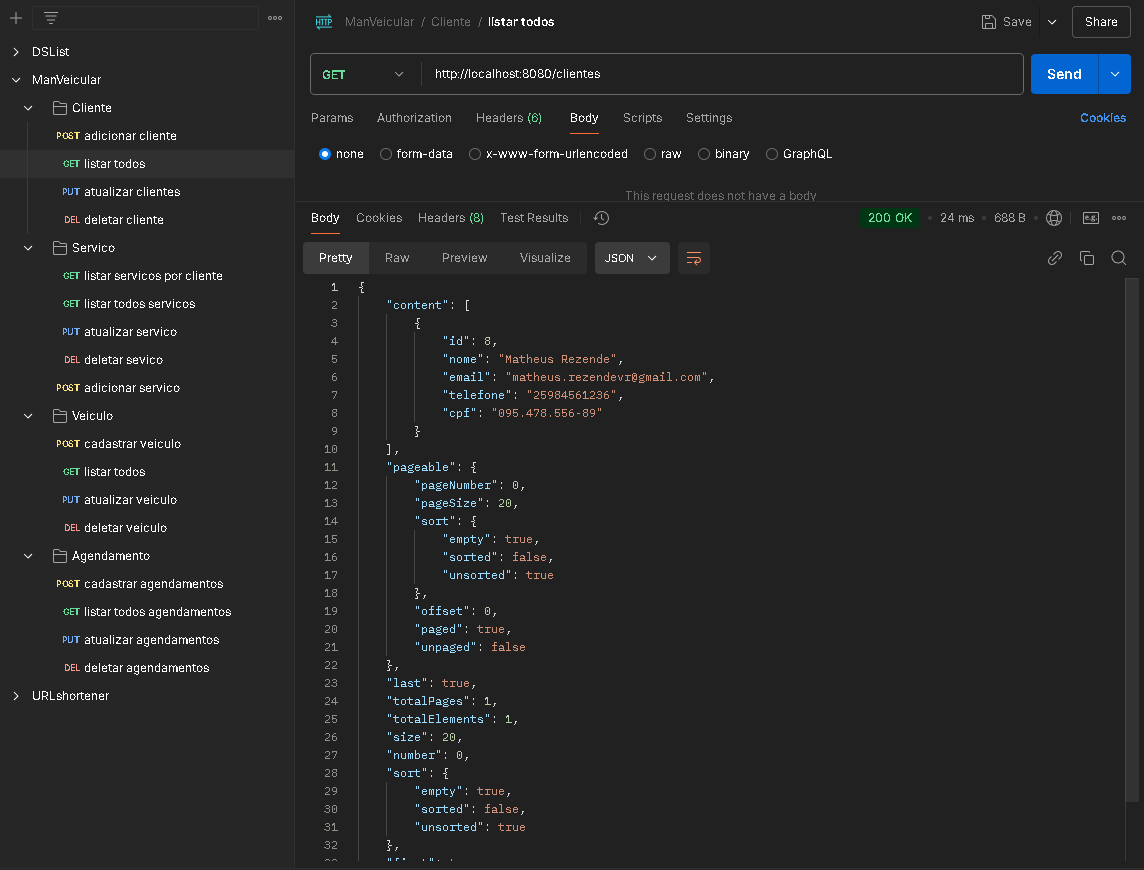 DSList
ManVeicular
Cliente
POST adicionar cliente
GET listar todos
PUT atualizar clientes
DEL deletar cliente
Servico
GET listar servicos por cliente
GET listar todos servicos
PUT atualizar servico
DEL deletar sevico
POST adicionar servico
Veiculo
POST cadastrar veiculo
GET listar todos
PUT atualizar veiculo
DEL deletar veiculo
Agendamento
POST cadastrar agendamentos
GET listar todos agendamentos
PUT atualizar agendamentos
DEL deletar agendamentos
URLshortener
HTTP ManVeicular / Cliente / listar todos Save Share
GET http://localhost:8080/clientes Send
Params Authorization Headers (6) Body Scripts Settings Cookies
none form-data x-www-form-urlencoded raw binary GraphQL
This request does not have a body
Body Cookies Headers (8) Test Results 200 OK • 24 ms • 688 B • e.g.
Pretty Raw Preview Visualize JSON
1 {
2 "content": [
3 {
4 "id": 8,
5 "nome": "Matheus Rezende",
6 "email": "matheus.rezendevr@gmail.com",
7 "telefone": "25984561236",
8 "cpf": "095.478.556-89"
9 }
10 ],
11 "pageable": {
12 "pageNumber": 0,
13 "pageSize": 20,
14 "sort": {
15 "empty": true,
16 "sorted": false,
17 "unsorted": true
18 },
19 "offset": 0,
20 "paged": true,
21 "unpaged": false
22 },
23 "last": true,
24 "totalPages": 1,
25 "totalElements": 1,
26 "size": 20,
27 "number": 0,
28 "sort": {
29 "empty": true,
30 "sorted": false,
31 "unsorted": true
32 },